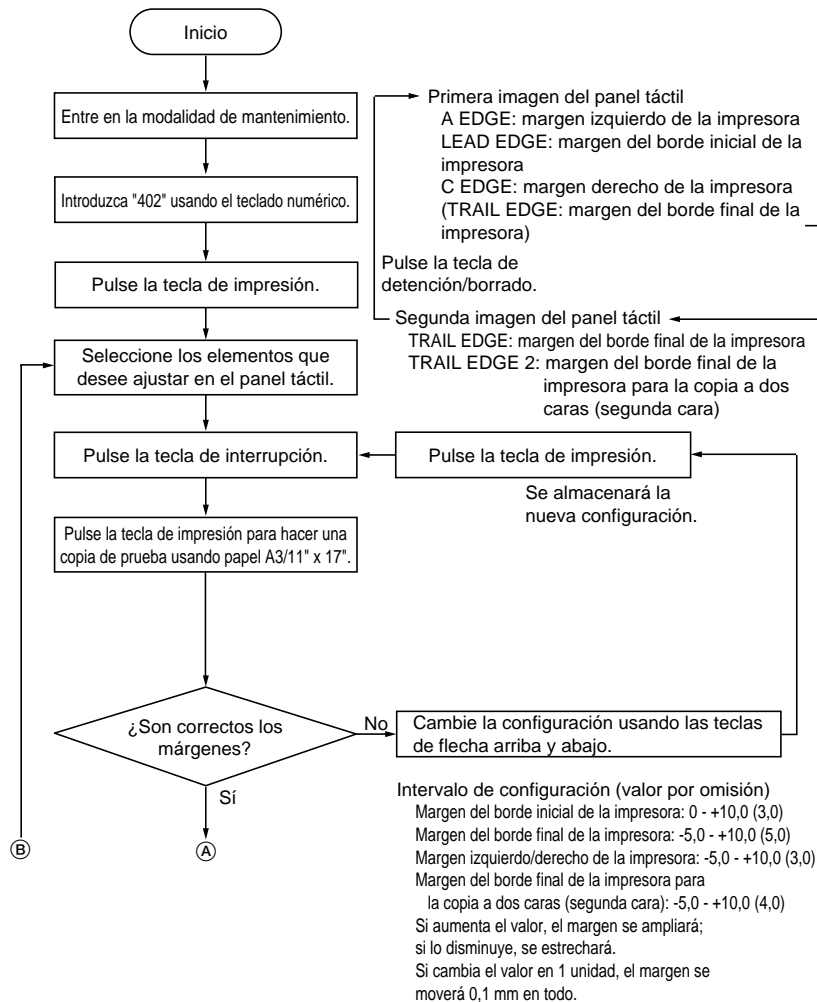 Inicio
Entre en la modalidad de mantenimiento.
Introduzca "402" usando el teclado numérico.
Pulse la tecla de impresión.
Seleccione los elementos que
desee ajustar en el panel táctil.
Pulse la tecla de interrupción.
Pulse la tecla de impresión para hacer una
copia de prueba usando papel A3/11" x 17".
¿Son correctos los
márgenes?
No
Sí
B
A
Primera imagen del panel táctil
A EDGE: margen izquierdo de la impresora
LEAD EDGE: margen del borde inicial de la
impresora
C EDGE: margen derecho de la impresora
(TRAIL EDGE: margen del borde final de la
impresora)
Pulse la tecla de
detención/borrado.
Segunda imagen del panel táctil
TRAIL EDGE: margen del borde final de la impresora
TRAIL EDGE 2: margen del borde final de la
impresora para la copia a dos
caras (segunda cara)
Pulse la tecla de impresión.
Se almacenará la
nueva configuración.
Cambie la configuración usando las teclas
de flecha arriba y abajo.
Intervalo de configuración (valor por omisión)
Margen del borde inicial de la impresora: 0 - +10,0 (3,0)
Margen del borde final de la impresora: -5,0 - +10,0 (5,0)
Margen izquierdo/derecho de la impresora: -5,0 - +10,0 (3,0)
Margen del borde final de la impresora para
la copia a dos caras (segunda cara): -5,0 - +10,0 (4,0)
Si aumenta el valor, el margen se ampliará;
si lo disminuye, se estrechará.
Si cambia el valor en 1 unidad, el margen se
moverá 0,1 mm en todo.